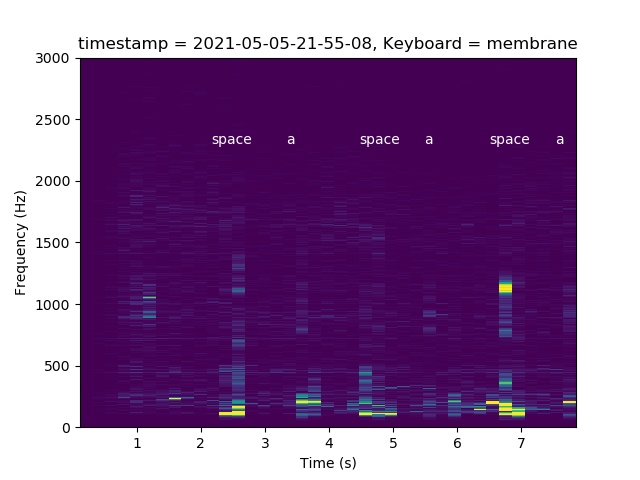 timestamp = 2021-05-05-21-55-08, Keyboard = membrane
3000
2500
2000
1500
1000
500
0
Frequency (Hz)
space a space a space a
1 2 3 4 5 6 7
Time (s)